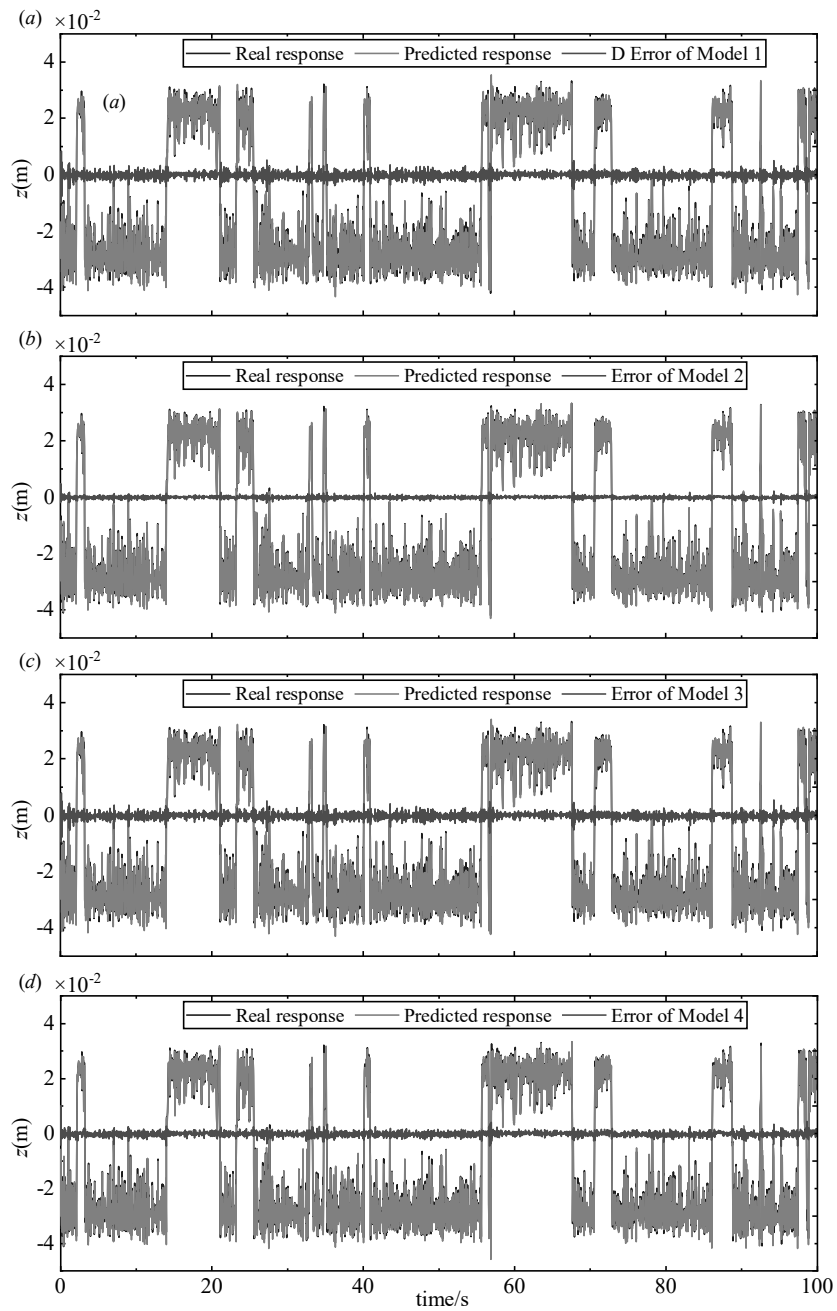 (a) ×10-2
Real response Predicted response D Error of Model 1
4
(a)
2
0
-2
-4
z(m)
(b) ×10-2
Real response Predicted response Error of Model 2
4
2
0
-2
-4
z(m)
(c) ×10-2
Real response Predicted response Error of Model 3
4
2
0
-2
-4
z(m)
(d) ×10-2
Real response Predicted response Error of Model 4
4
2
0
-2
-4
z(m)
0 20 40 60 80 100
time/s